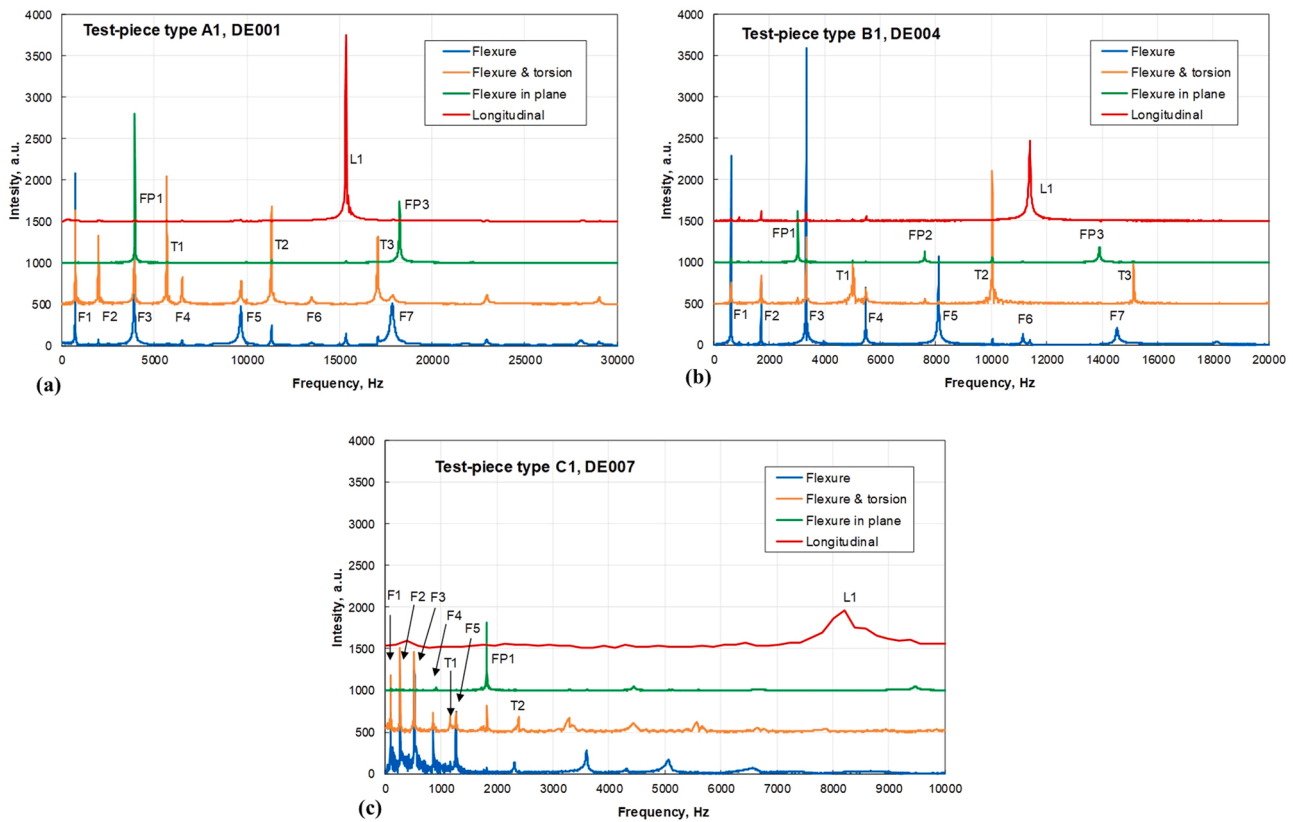 Test-piece type A1, DE001
Flexure
Flexure & torsion
Flexure in plane
Longitudinal
4000
3500
3000
2500
2000
1500
1000
500
0
Intesity, a.u.
L1
FP1
FP3
T1
T2
T3
F1 F2 F3 F4 F5 F6 F7
0 5000 10000 15000 20000 25000 30000
Frequency, Hz
(a)
Test-piece type B1, DE004
Flexure
Flexure & torsion
Flexure in plane
Longitudinal
4000
3500
3000
2500
2000
1500
1000
500
0
Intesity, a.u.
L1
FP1 FP2 FP3
T1 T2 T3
F1 F2 F3 F4 F5 F6 F7
0 2000 4000 6000 8000 10000 12000 14000 16000 18000 20000
Frequency, Hz
(b)
Test-piece type C1, DE007
Flexure
Flexure & torsion
Flexure in plane
Longitudinal
4000
3500
3000
2500
2000
1500
1000
500
0
Intesity, a.u.
F1 F2 F3 F4 F5
L1
T1 FP1
T2
0 1000 2000 3000 4000 5000 6000 7000 8000 9000 10000
Frequency, Hz
(c)